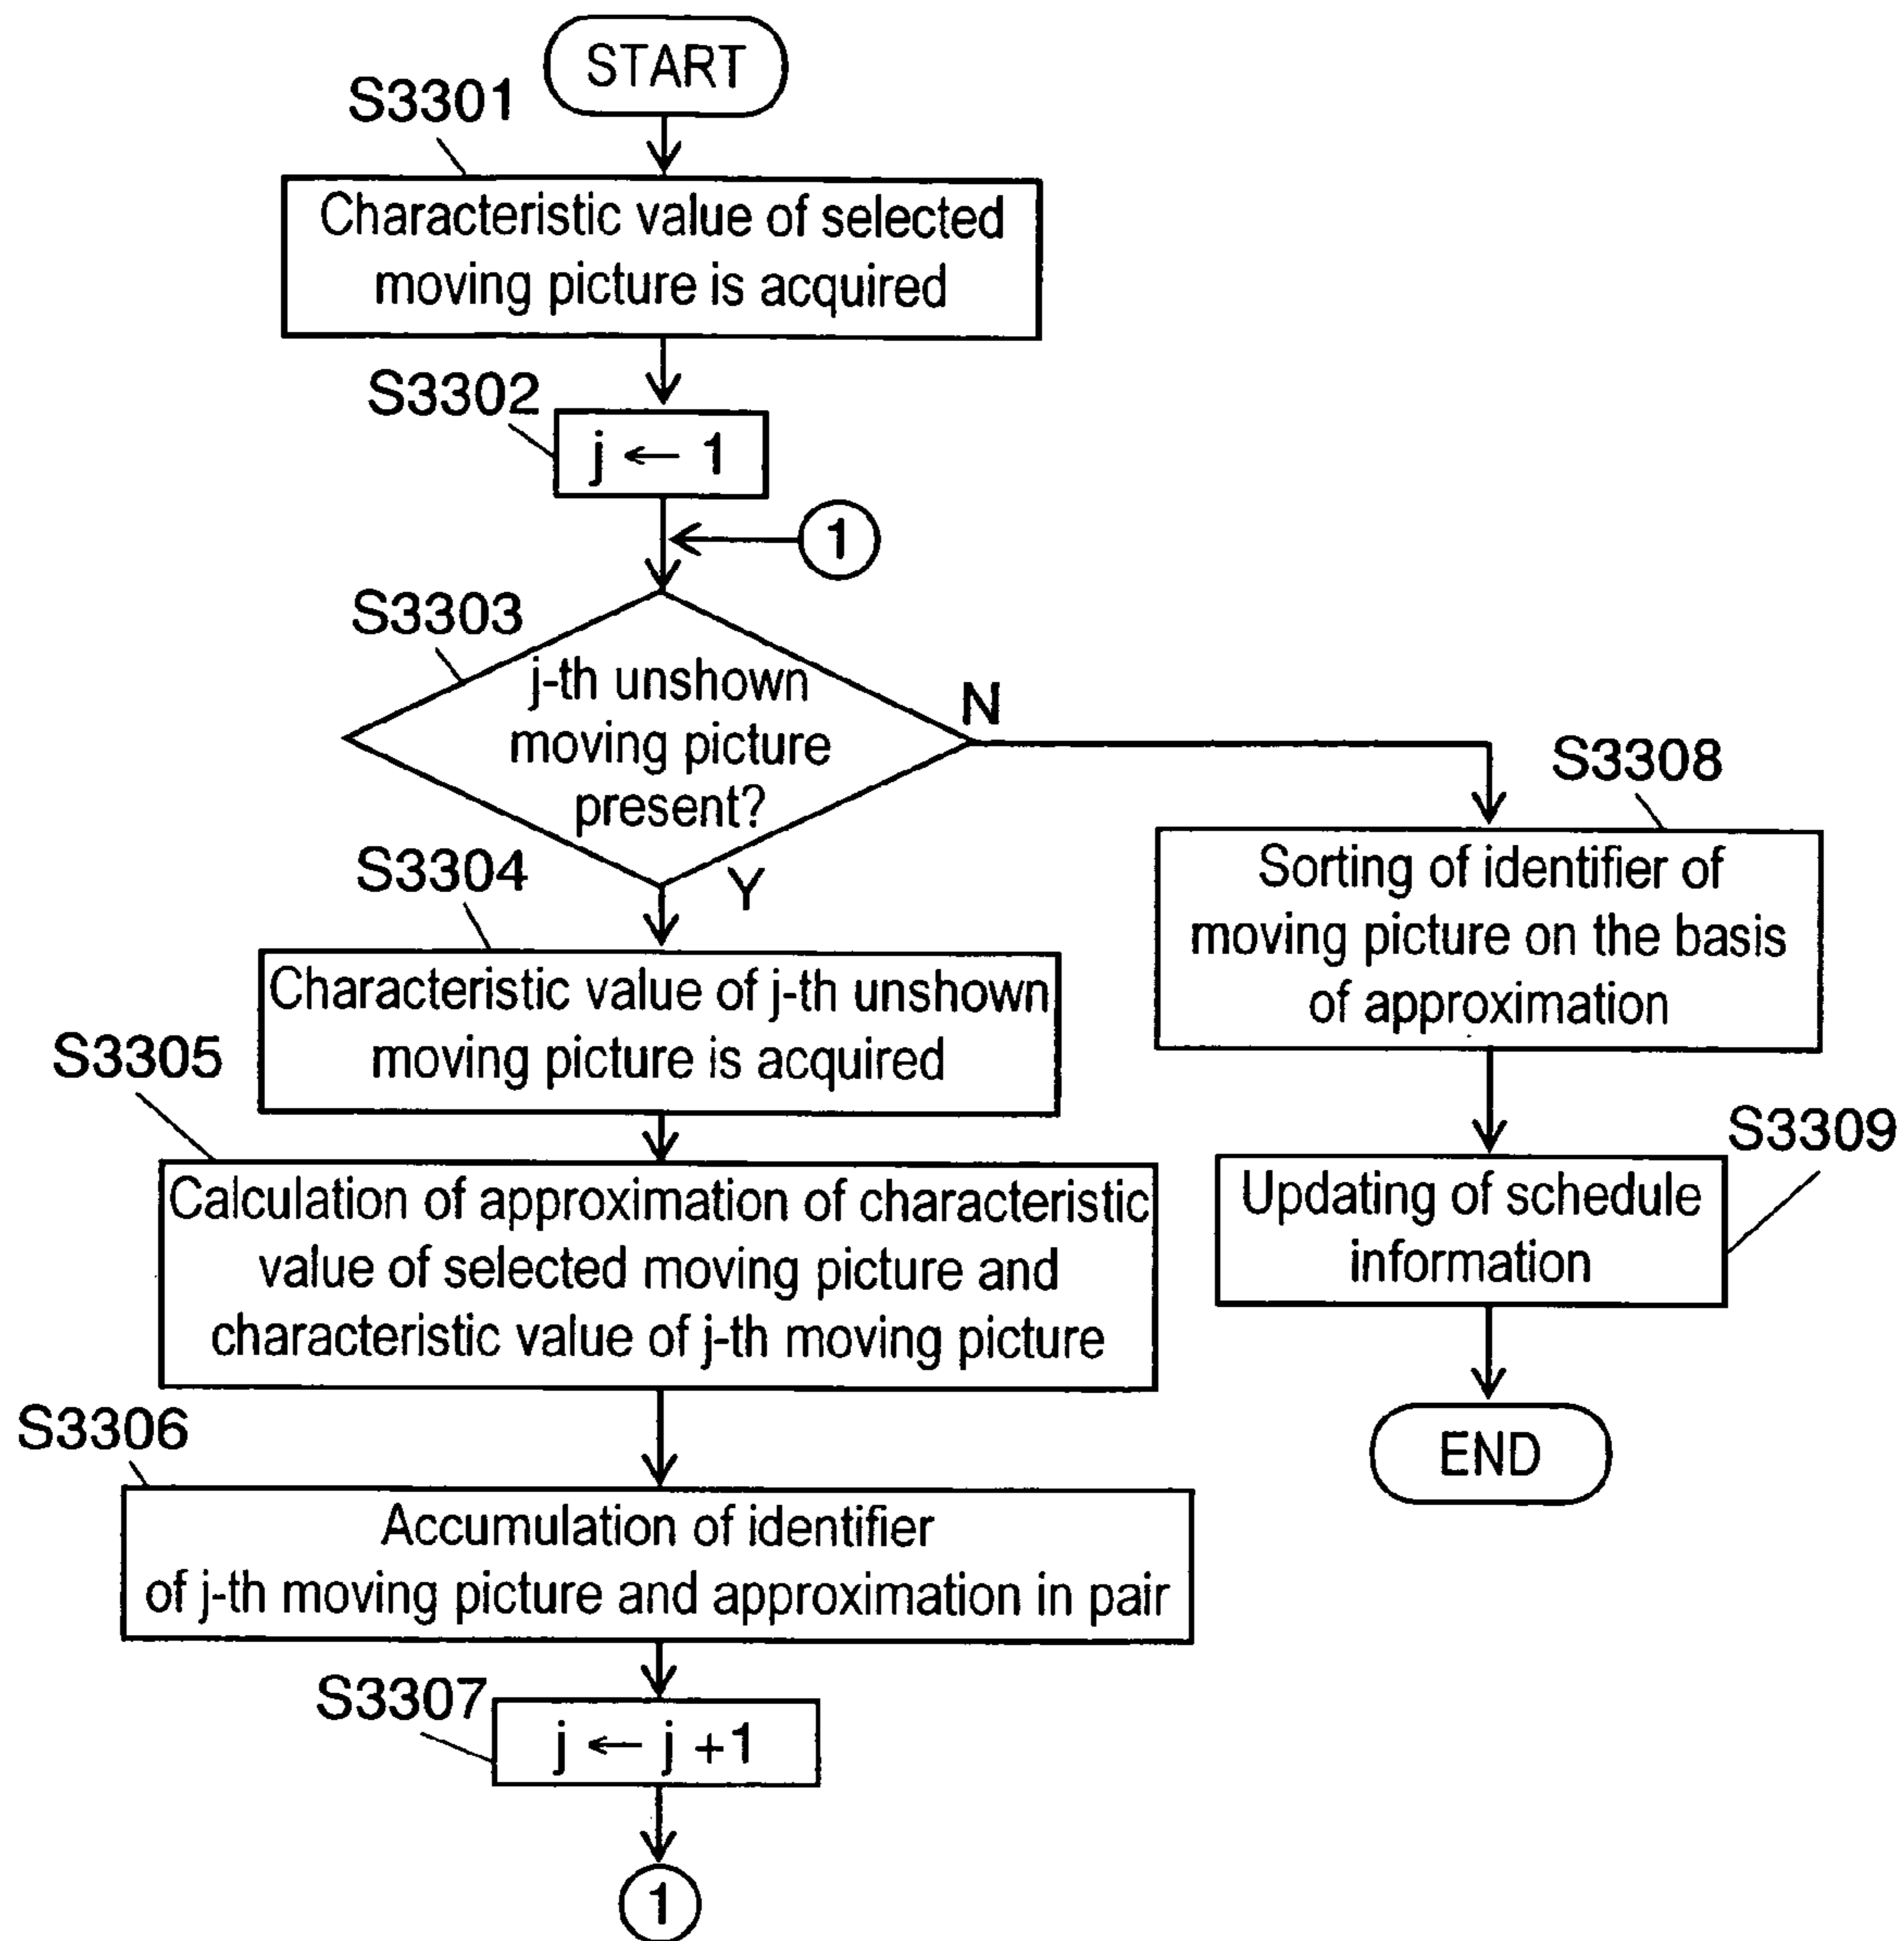 START
S3301
Characteristic value of selected
moving picture is acquired
S3302
j ← 1
1
S3303
j-th unshown
moving picture
present?
N
Y
S3304
Characteristic value of j-th unshown
moving picture is acquired
S3305
Calculation of approximation of characteristic
value of selected moving picture and
characteristic value of j-th moving picture
S3306
Accumulation of identifier
of j-th moving picture and approximation in pair
S3307
j ← j +1
1
S3308
Sorting of identifier of
moving picture on the basis
of approximation
S3309
Updating of schedule
information
END